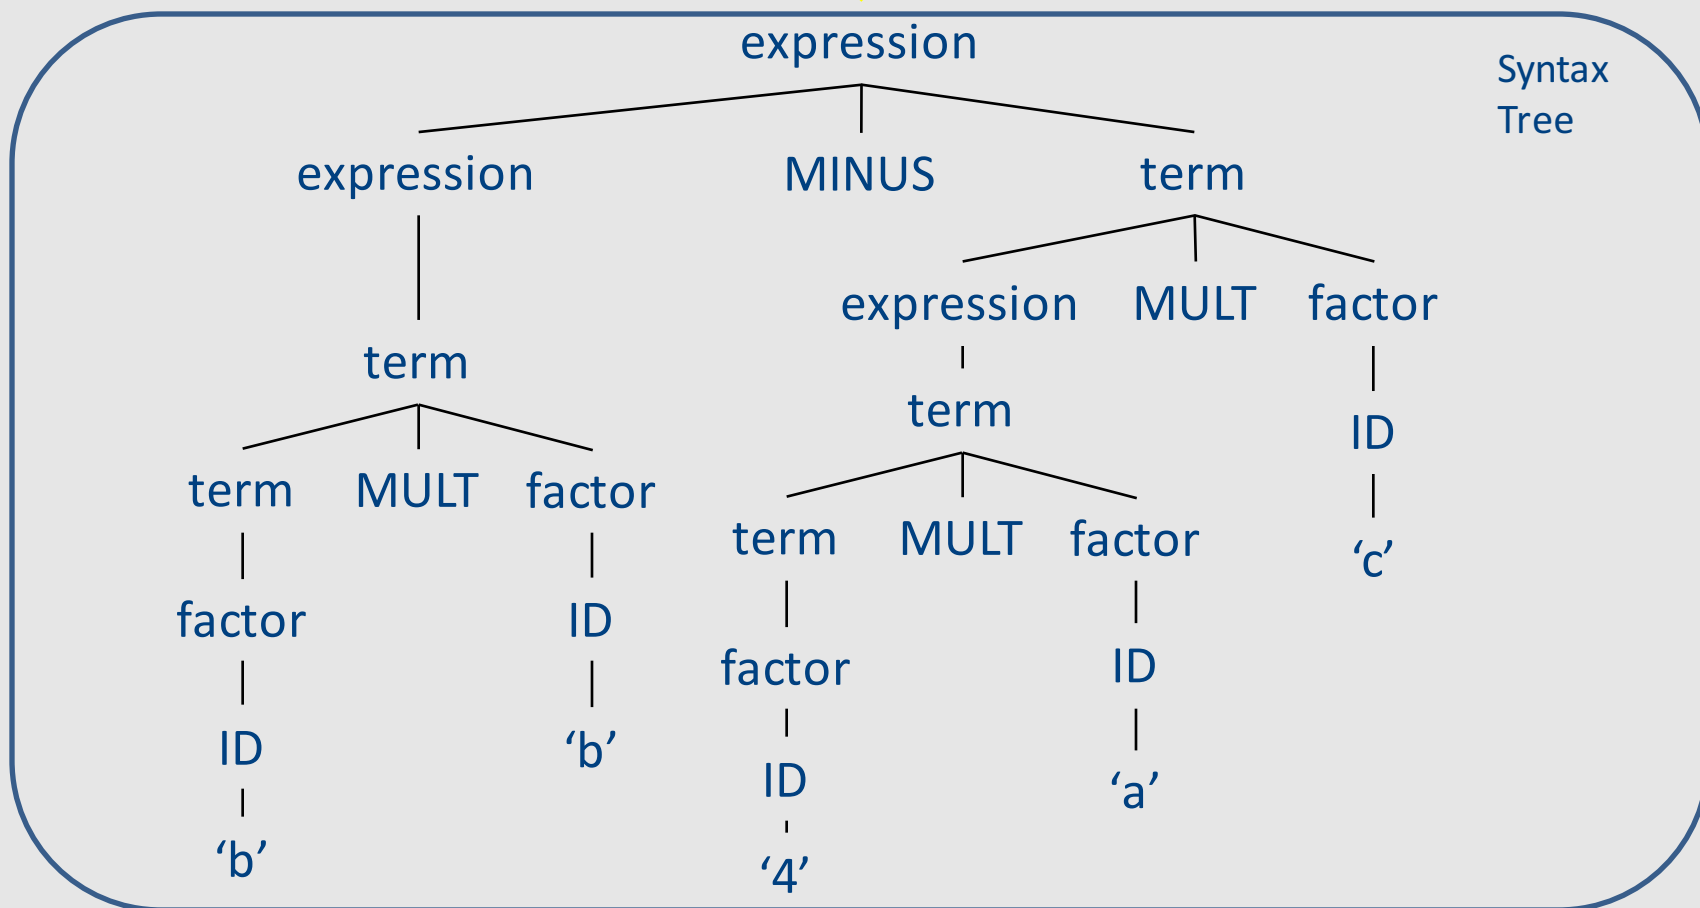 expression
Syntax
Tree
expression MINUS term
expression MULT factor
term
term
ID
term MULT factor
term MULT factor
‘c’
factor ID
factor ID
ID ‘b’
ID ‘a’
‘b’
‘4’